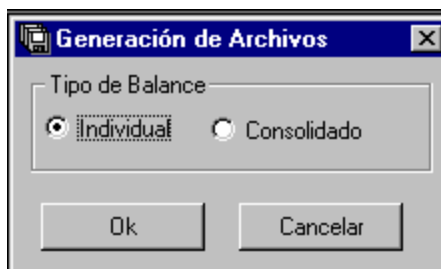 Generación de Archivos
Tipo de Balance
Individual Consolidado
Ok Cancelar